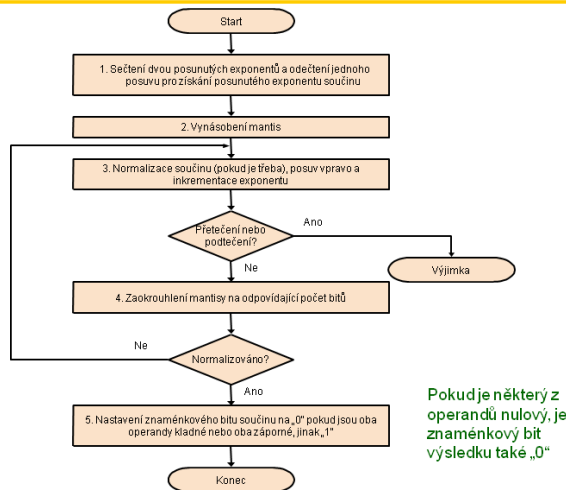 Start
1. Sečtení dvou posunutých exponentů a odečtení jednoho
posuvu pro získání posunutého exponentu součinu
2. Vynásobení mantis
3. Normalizace součinu (pokud je třeba), posuv vpravo a
inkrementace exponentu
Přetečení nebo
podtečení?
Ano
Výjimka
Ne
4. Zaokrouhlení mantisy na odpovídající počet bitů
Ne
Normalizováno?
Ano
5. Nastavení znaménkového bitu součinu na „0" pokud jsou oba
operandy kladné nebo oba záporné, jinak „1"
Konec
Pokud je některý z
operandů nulový, je
znaménkový bit
výsledku také „0“